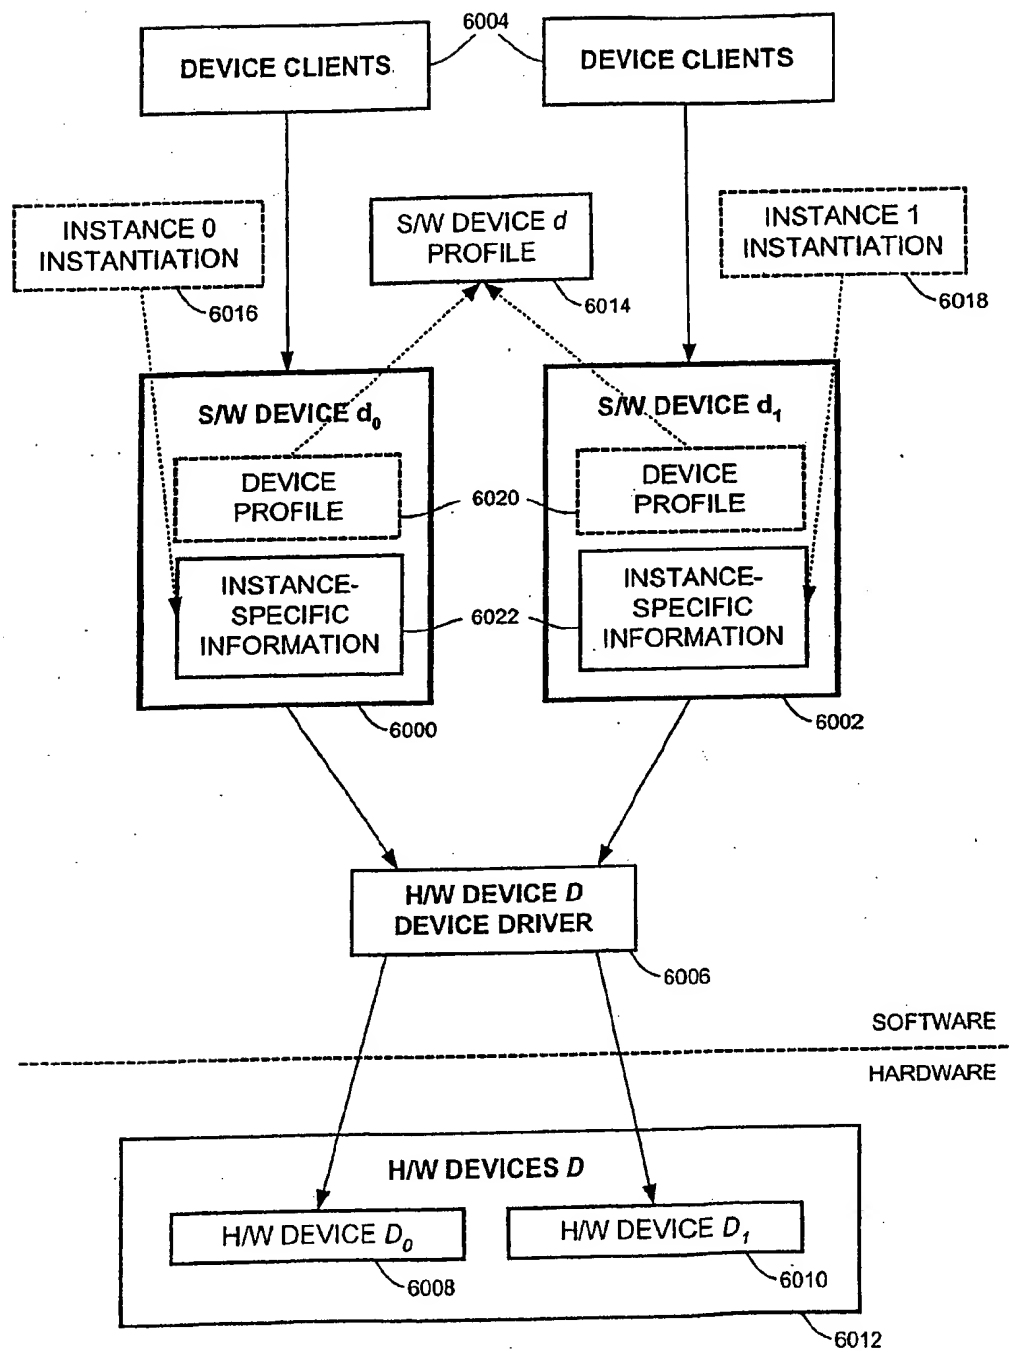 6004
DEVICE CLIENTS
DEVICE CLIENTS
INSTANCE 0
INSTANTIATION
6016
S/W DEVICE d
PROFILE
6014
INSTANCE 1
INSTANTIATION
6018
S/W DEVICE d0
DEVICE
PROFILE
INSTANCE-
SPECIFIC
INFORMATION
6000
6020
6022
S/W DEVICE d1
DEVICE
PROFILE
INSTANCE-
SPECIFIC
INFORMATION
6002
H/W DEVICE D
DEVICE DRIVER
6006
SOFTWARE
HARDWARE
H/W DEVICES D
H/W DEVICE D0
6008
H/W DEVICE D1
6010
6012